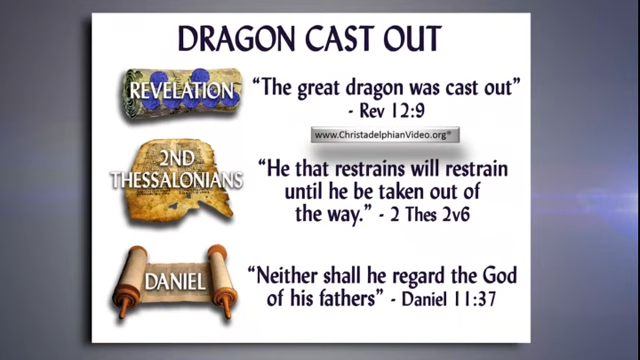 DRAGON CAST OUT
REVELATION
"The great dragon was cast out"
- Rev 12:9
www.ChristadelphianVideo.org
2ND
THESSALONIANS
"He that restrains will restrain
until he be taken out of
the way." - 2 Thes 2v6
DANIEL
"Neither shall he regard the God
of his fathers" - Daniel 11:37